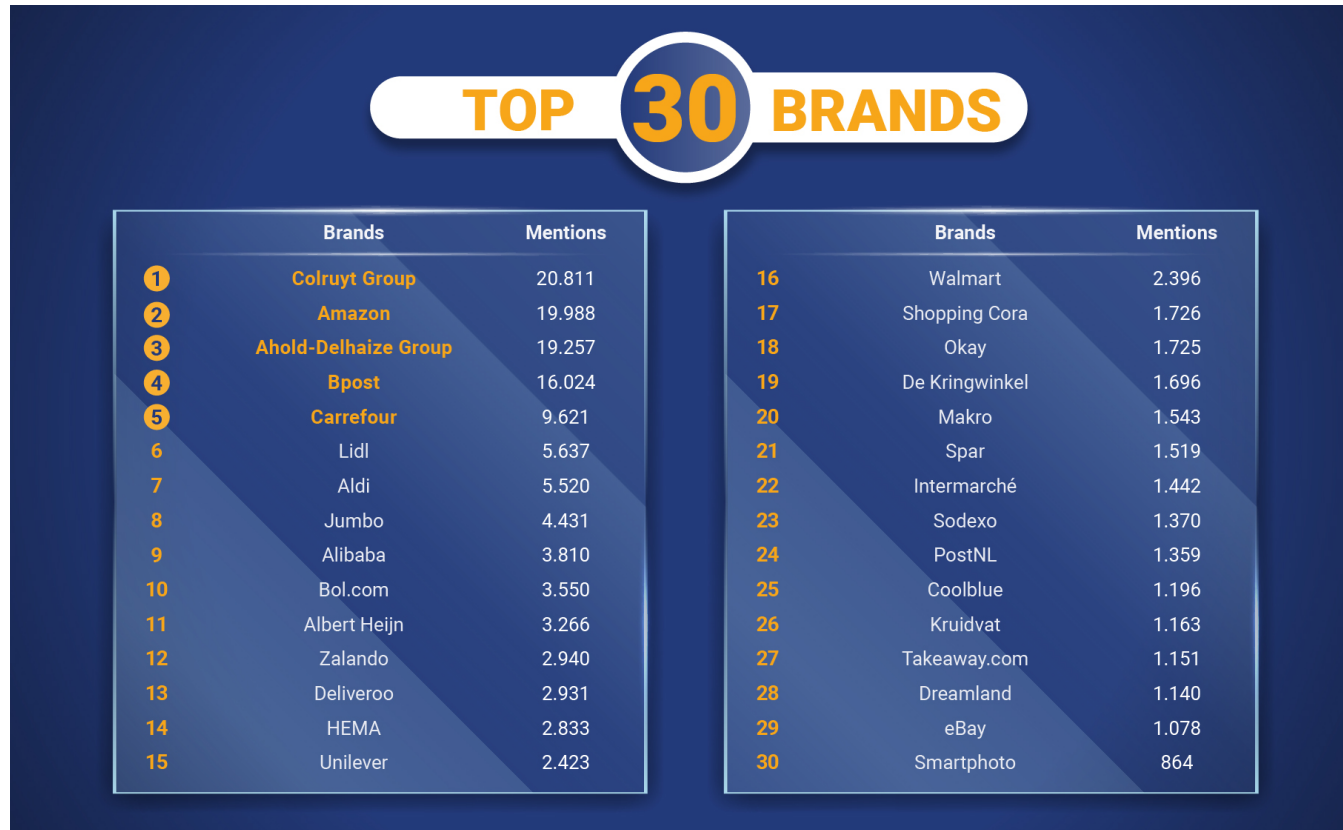 TOP 30 BRANDS
Brands Mentions
1 Colruyt Group 20.811
2 Amazon 19.988
3 Ahold-Delhaize Group 19.257
4 Bpost 16.024
5 Carrefour 9.621
6 Lidl 5.637
7 Aldi 5.520
8 Jumbo 4.431
9 Alibaba 3.810
10 Bol.com 3.550
11 Albert Heijn 3.266
12 Zalando 2.940
13 Deliveroo 2.931
14 HEMA 2.833
15 Unilever 2.423
Brands Mentions
16 Walmart 2.396
17 Shopping Cora 1.726
18 Okay 1.725
19 De Kringwinkel 1.696
20 Makro 1.543
21 Spar 1.519
22 Intermarché 1.442
23 Sodexo 1.370
24 PostNL 1.359
25 Coolblue 1.196
26 Kruidvat 1.163
27 Takeaway.com 1.151
28 Dreamland 1.140
29 eBay 1.078
30 Smartphoto 864